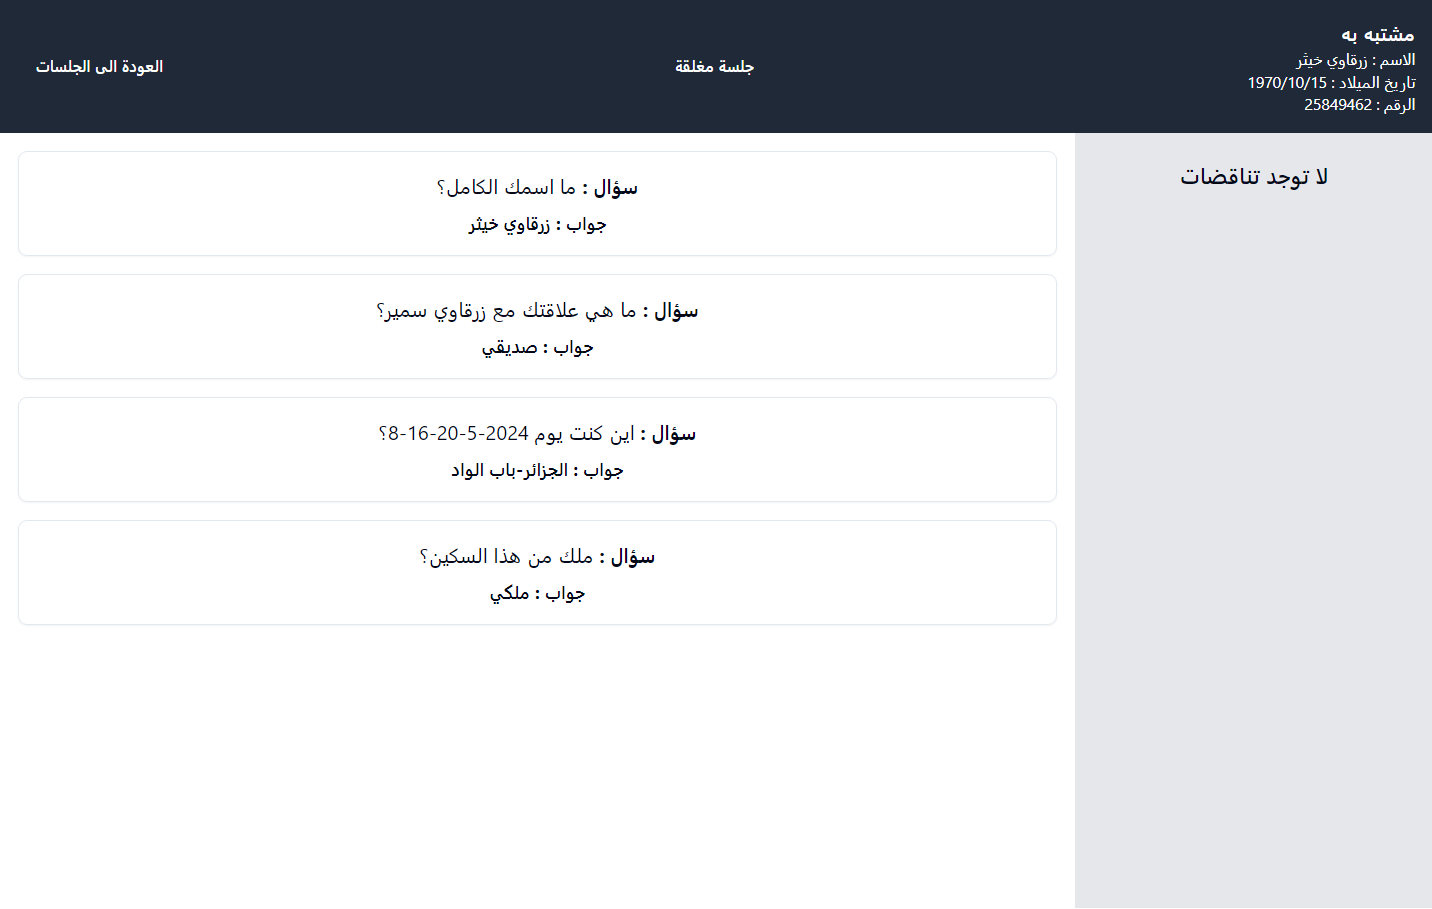 مشتبه به
الاسم : زرقاوي خيثر
تاريخ الميلاد : 1970/10/15
الرقم : 25849462
جلسة مغلقة
العودة الى الجلسات
لا توجد تناقضات
سؤال : ما اسمك الكامل؟
جواب : زرقاوي خيثر
سؤال : ما هي علاقتك مع زرقاوي سمير؟
جواب : صديقي
سؤال : اين كنت يوم 2024-5-20-16-8؟
جواب : الجزائر-باب الواد
سؤال : ملك من هذا السكين؟
جواب : ملكي